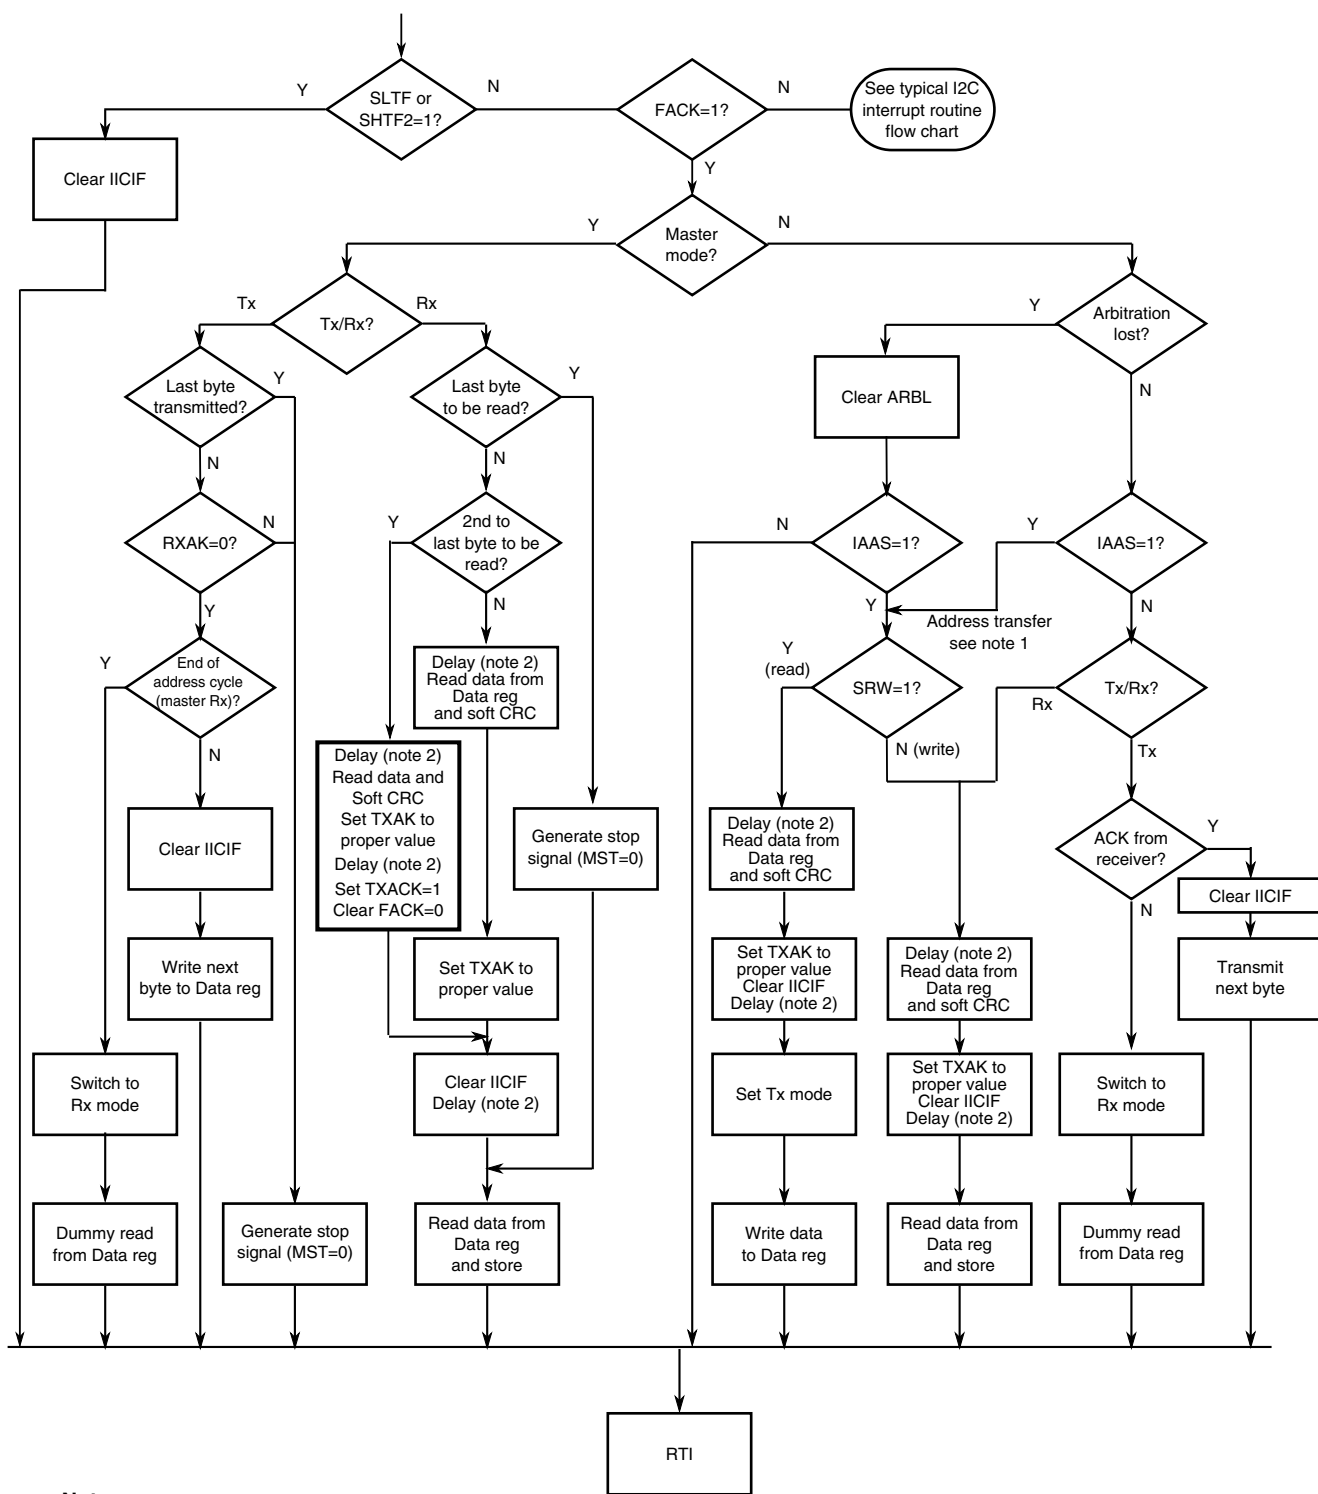 Y
SLTF or
SHTF2=1?
N
FACK=1?
N
See typical I2C
interrupt routine
flow chart
Clear IICIF
Y
Y
Master
mode?
N
Tx
Tx/Rx?
Rx
Y
Arbitration
lost?
N
Last byte
transmitted?
Y
N
Last byte
to be read?
Y
N
Clear ARBL
RXAK=0?
N
Y
Y
2nd to
last byte to be
read?
N
N
IAAS=1?
Y
Y
IAAS=1?
N
Address transfer
see note 1
Y
End of
address cycle
(master Rx)?
N
Delay (note 2)
Read data from
Data reg
and soft CRC
Y
(read)
SRW=1?
N (write)
Rx
Tx/Rx?
Tx
Delay (note 2)
Read data and
Soft CRC
Set TXAK to
proper value
Delay (note 2)
Set TXACK=1
Clear FACK=0
Clear IICIF
Generate stop
signal (MST=0)
Delay (note 2)
Read data from
Data reg
and soft CRC
ACK from
receiver?
Y
N
Clear IICIF
Write next
byte to Data reg
Set TXAK to
proper value
Set TXAK to
proper value
Clear IICIF
Delay (note 2)
Delay (note 2)
Read data from
Data reg
and soft CRC
Transmit
next byte
Switch to
Rx mode
Clear IICIF
Delay (note 2)
Set Tx mode
Set TXAK to
proper value
Clear IICIF
Delay (note 2)
Switch to
Rx mode
Dummy read
from Data reg
Generate stop
signal (MST=0)
Read data from
Data reg
and store
Write data
to Data reg
Read data from
Data reg
and store
Dummy read
from Data reg
RTI